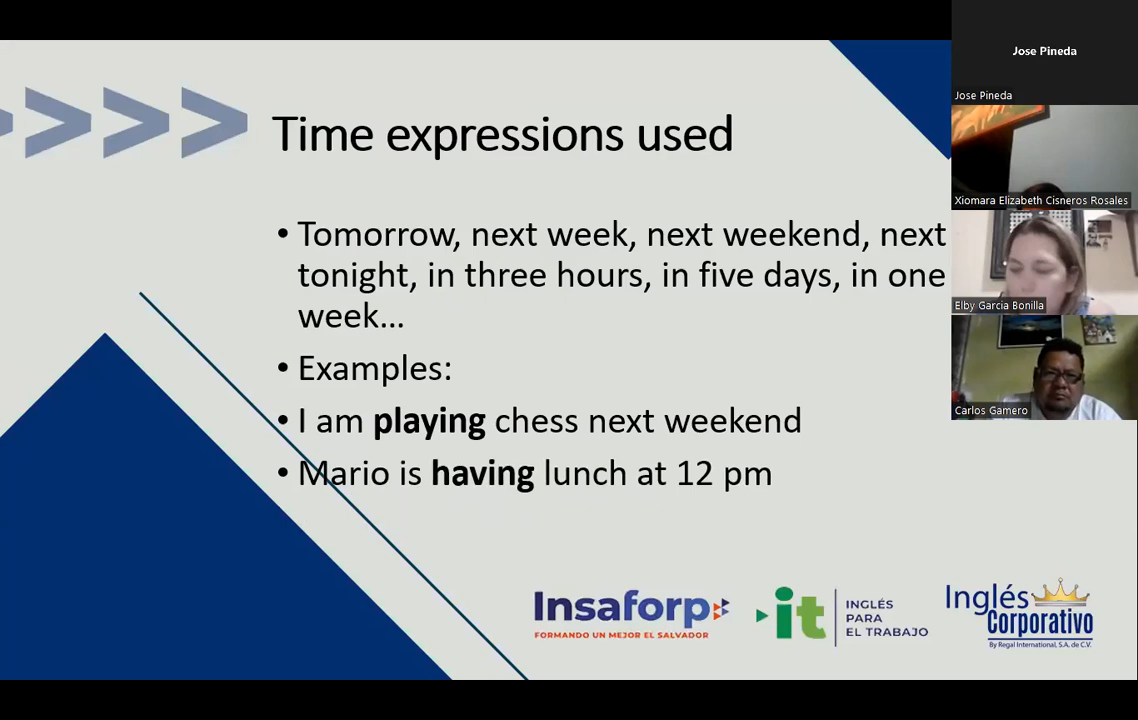 Time expressions used
• Tomorrow, next week, next weekend, next
tonight, in three hours, in five days, in one
week...
• Examples:
• I am playing chess next weekend
• Mario is having lunch at 12 pm
Insaforp
FORMANDO UN MEJOR EL SALVADOR
it
INGLÉS
PARA
EL TRABAJO
Inglés
Corporativo
By Regal International, S.A. de C.V.
Jose Pineda
Jose Pineda
Xiomara Elizabeth Cisneros Rosales
Elby Garcia Bonilla
Carlos Gamero